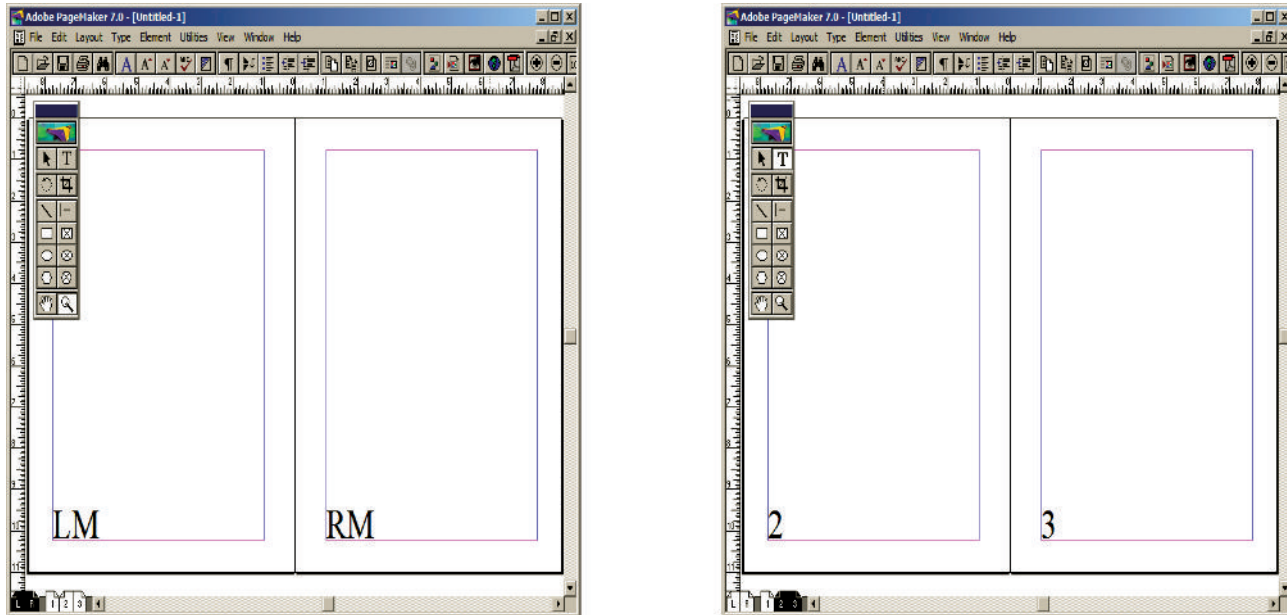 Adobe PageMaker 7.0 - [Untitled-1]
File Edit Layout Type Element Utilities View Window Help
LM RM
L R 1 2 3
Adobe PageMaker 7.0 - [Untitled-1]
File Edit Layout Type Element Utilities View Window Help
2 3
L R 1 2 3